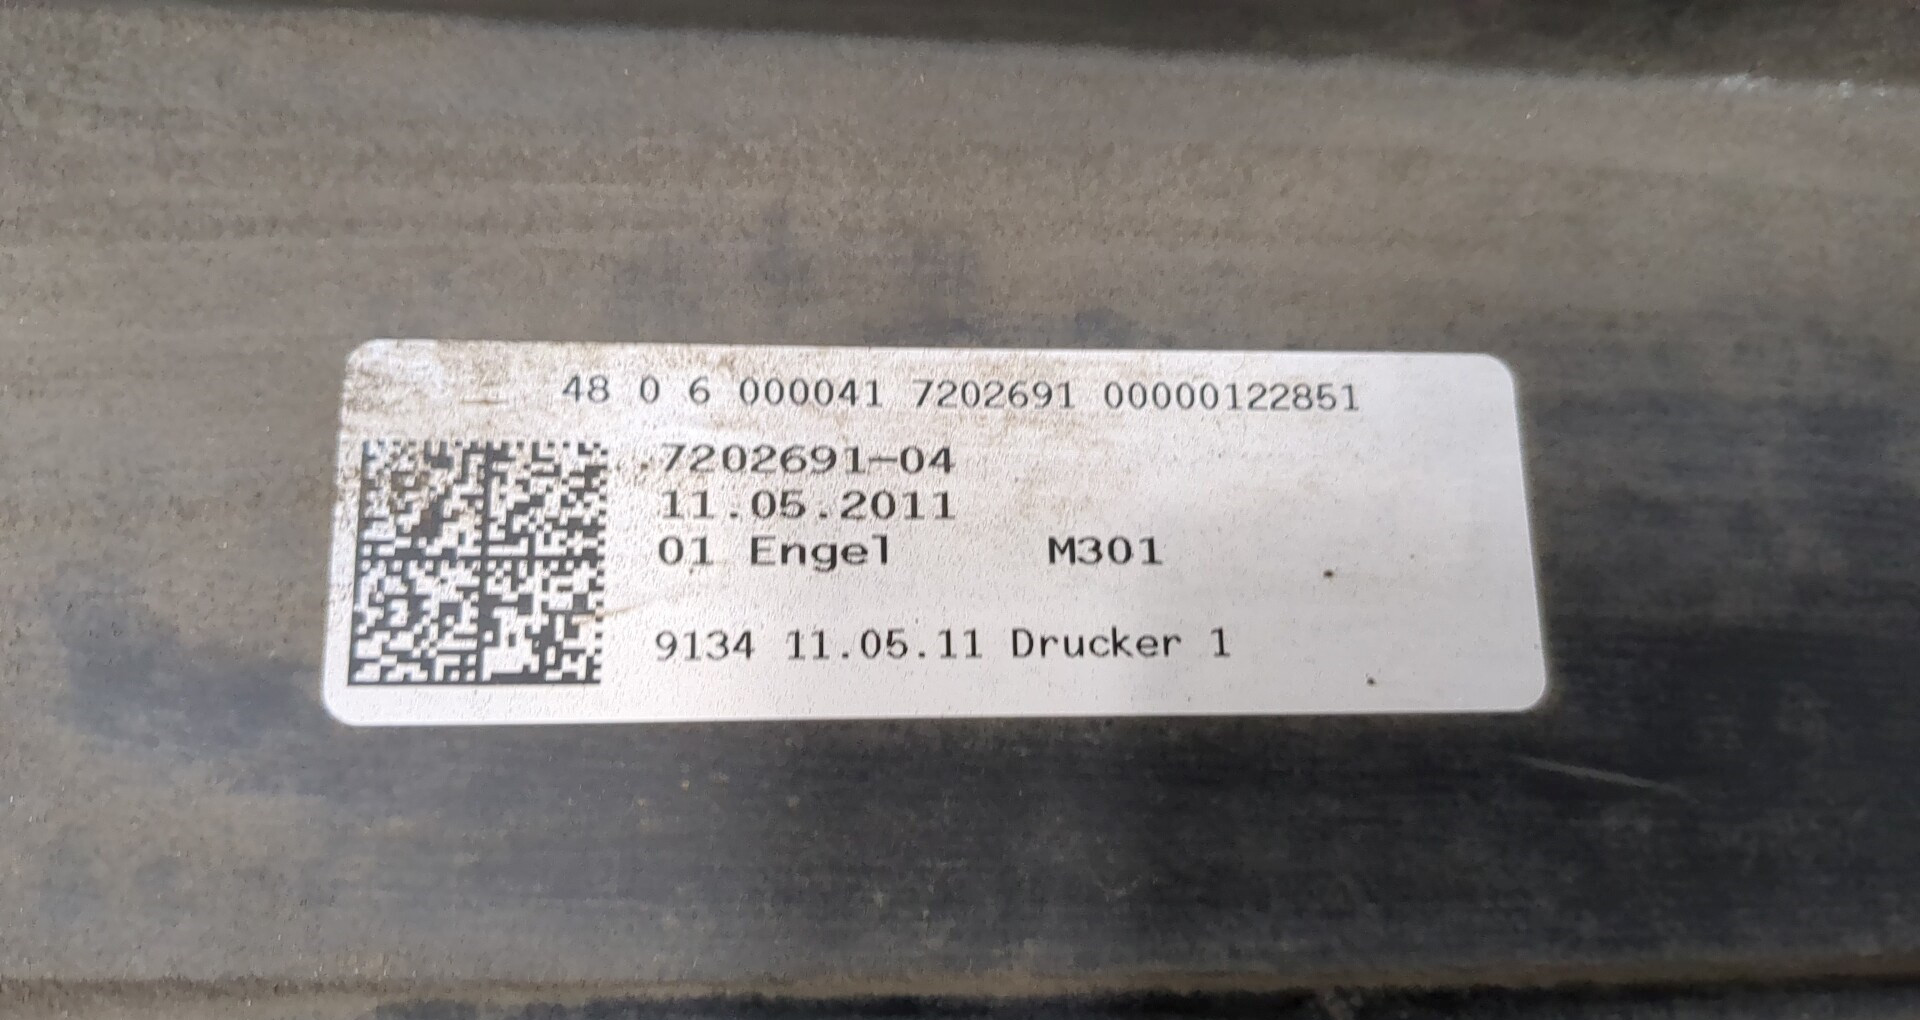 48 0 6 000041 7202691 00000122851
7202691-04
11.05.2011
01 Engel M301
9134 11.05.11 Drucker 1